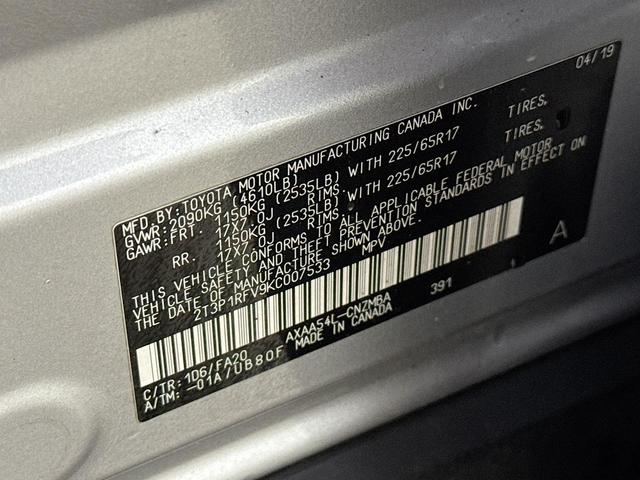 04/19
MFD. BY: TOYOTA MOTOR MANUFACTURING CANADA INC.
GVWR: 2090KG (4610LB)
GAWR: FRT. 1150KG (2535LB) WITH 225/65R17 TIRES,
17X7.0J RIMS,
RR. 1150KG (2535LB) WITH 225/65R17 TIRES,
17X7.0J RIMS,
THIS VEHICLE CONFORMS TO ALL APPLICABLE FEDERAL MOTOR
VEHICLE SAFETY AND THEFT PREVENTION STANDARDS IN EFFECT ON
THE DATE OF MANUFACTURE SHOWN ABOVE.
2T3P1RFV9KC007533 MPV
A
391
C/TR: 1D6/FA20 AXAA54L-CNZMBA
A/TM: -01A/UB80F MADE IN CANADA